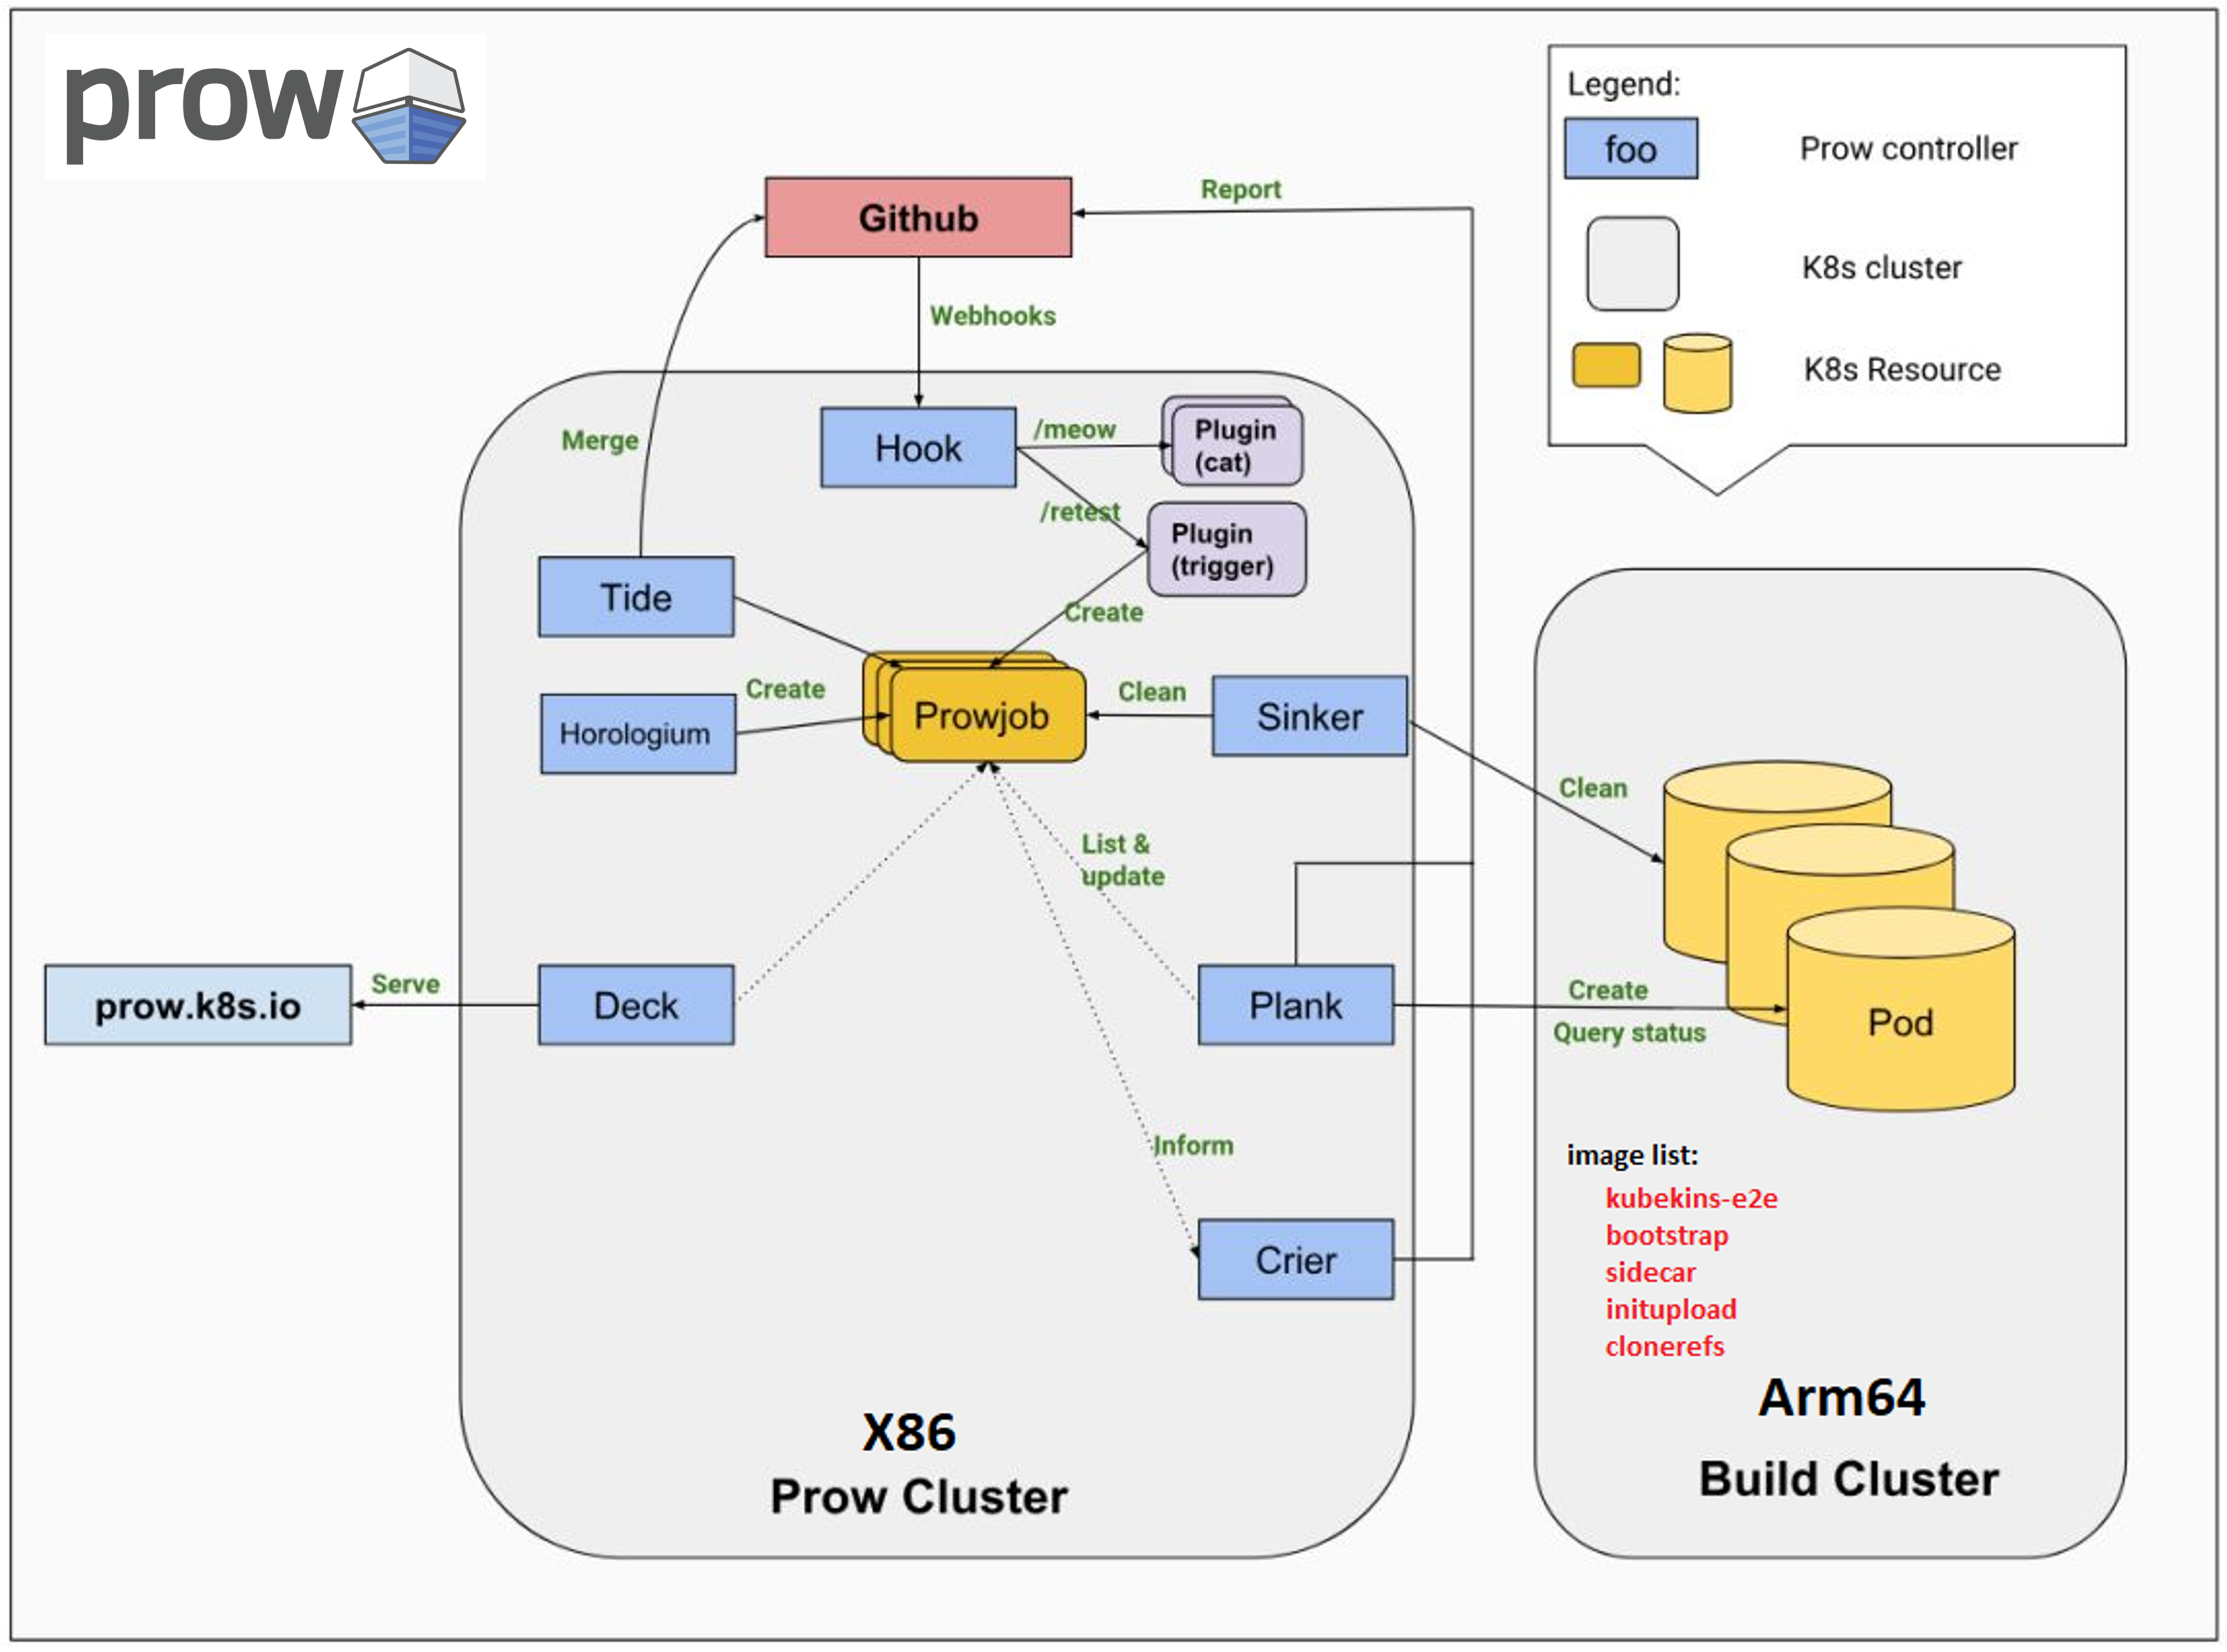 prow
Legend:
foo
Prow controller
K8s cluster
K8s Resource
Github
Report
Webhooks
Merge
Hook
/meow
Plugin
(cat)
/retest
Plugin
(trigger)
Tide
Create
Create
Horologium
Prowjob
Clean
Sinker
Clean
List &
update
prow.k8s.io
Serve
Deck
Plank
Create
Query status
Pod
Inform
Crier
image list:
kubekins-e2e
bootstrap
sidecar
initupload
clonerefs
X86
Prow Cluster
Arm64
Build Cluster